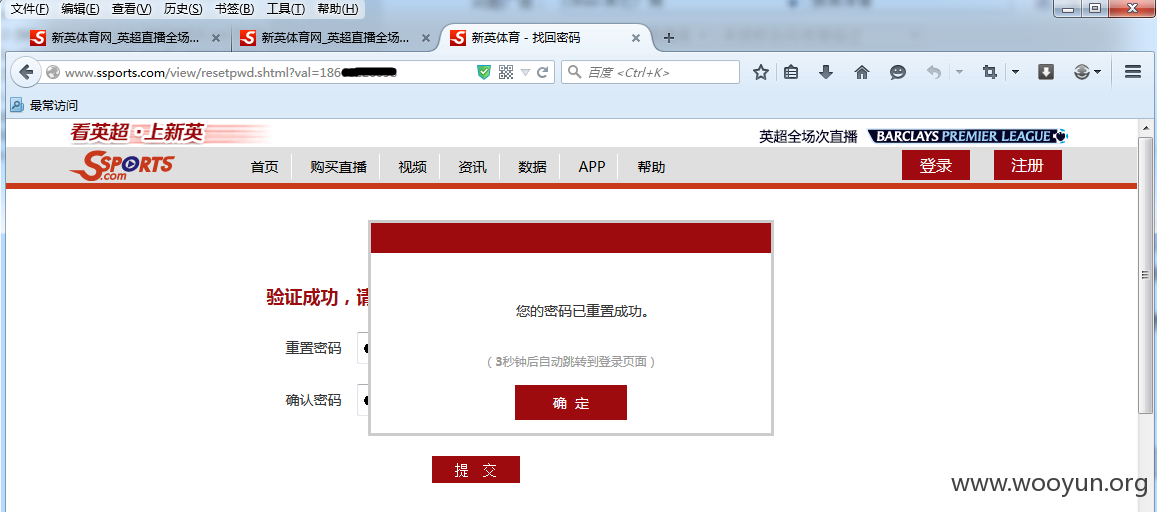 文件(F) 编辑(E) 查看(V) 历史(S) 书签(B) 工具(T) 帮助(H)
新英体育网_英超直播全场... 新英体育网_英超直播全场... 新英体育 - 找回密码
www.ssports.com/view/resetpwd.shtml?val=186
百度 <Ctrl+K>
最常访问
看英超·上新英
英超全场次直播 BARCLAYS PREMIER LEAGUE
SSPORTS.com
首页 购买直播 视频 资讯 数据 APP 帮助 登录 注册
验证成功，请
您的密码已重置成功。
重置密码
（3秒钟后自动跳转到登录页面）
确认密码
确 定
提 交
www.wooyun.org